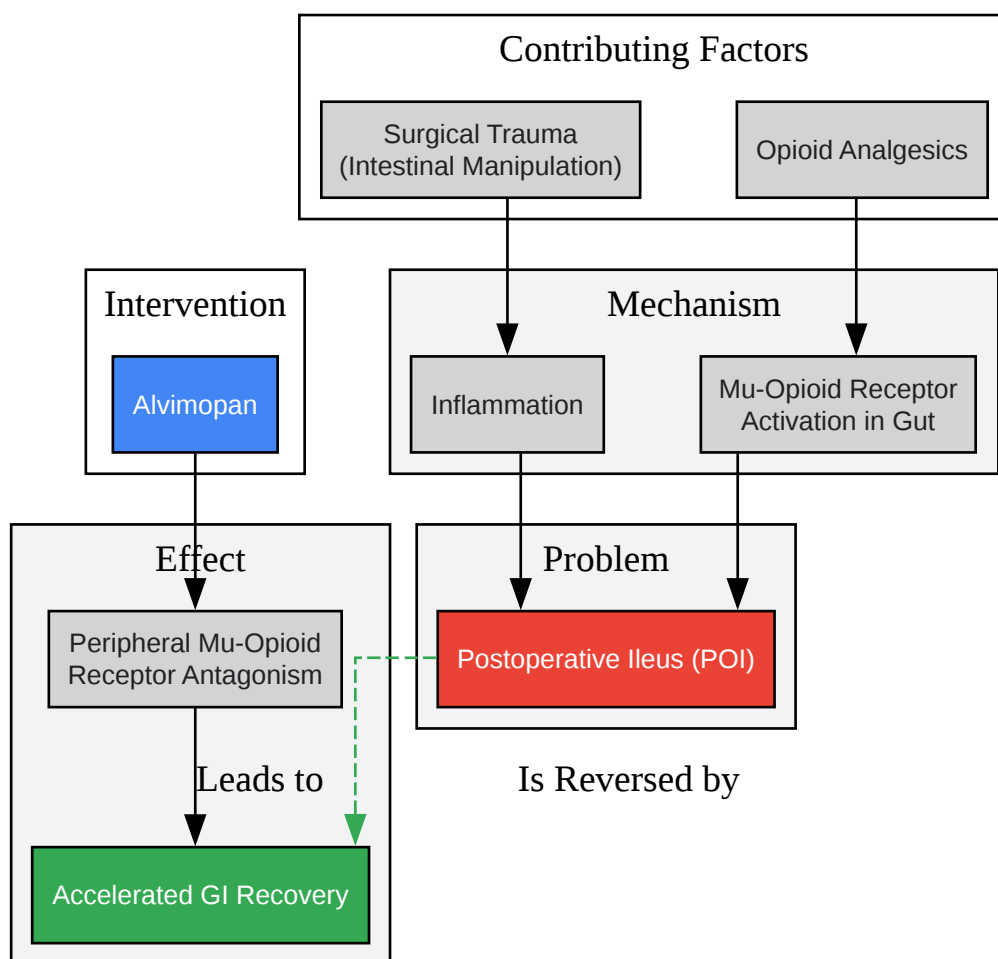 Contributing Factors
Surgical Trauma
(Intestinal Manipulation)
Opioid Analgesics
Intervention
Mechanism
Alvimopan
Inflammation
Mu-Opioid Receptor
Activation in Gut
Effect
Problem
Peripheral Mu-Opioid
Receptor Antagonism
Postoperative Ileus (POI)
Leads to
Is Reversed by
Accelerated GI Recovery